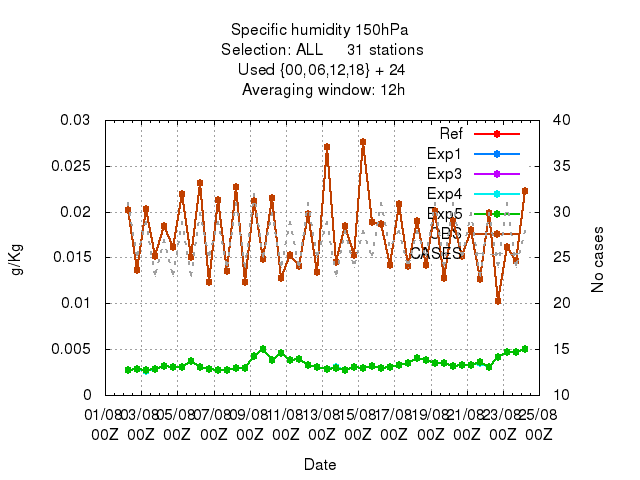 Specific humidity 150hPa
Selection: ALL 31 stations
Used {00,06,12,18} + 24
Averaging window: 12h
0.03
0.025
0.02
0.015
0.01
0.005
0
g/Kg
40
35
30
25
20
15
10
No cases
Ref
Exp1
Exp3
Exp4
Exp5
OBS
CASES
01/08 03/08 05/08 07/08 09/08 11/08 13/08 15/08 17/08 19/08 21/08 23/08 25/08
00Z 00Z 00Z 00Z 00Z 00Z 00Z 00Z 00Z 00Z 00Z 00Z 00Z
Date